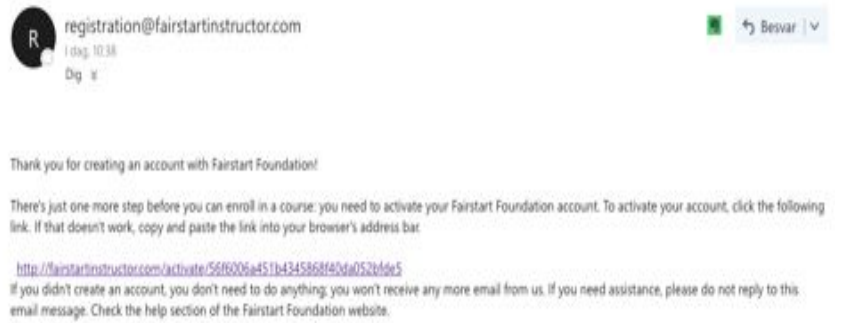 R
registration@fairstartinstructor.com
I dag, 10:38
Dig
Besvar
Thank you for creating an account with Fairstart Foundation!
There's just one more step before you can enroll in a course: you need to activate your Fairstart Foundation account. To activate your account, click the following
link. If that doesn't work, copy and paste the link into your browser's address bar.
http://fairstartinstructor.com/activate/56f6006a451b4345868f40da052bfde5
If you didn't create an account, you don't need to do anything; you won't receive any more email from us. If you need assistance, please do not reply to this
email message. Check the help section of the Fairstart Foundation website.